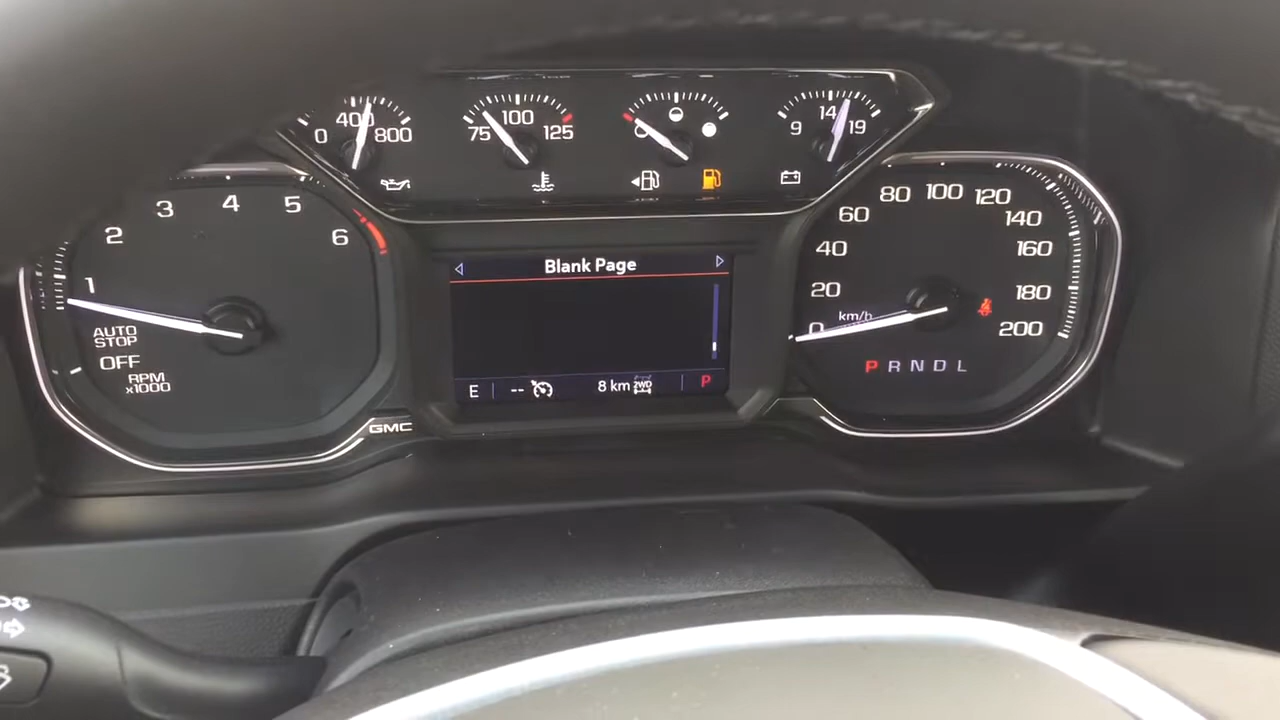 0 400 800
75 100 125
9 14 19
1 2 3 4 5 6
AUTO
STOP
OFF
RPM
x1000
GMC
Blank Page
E -- 8 km 2WD P
0 20 40 60 80 100 120 140 160 180 200
km/h
P R N D L